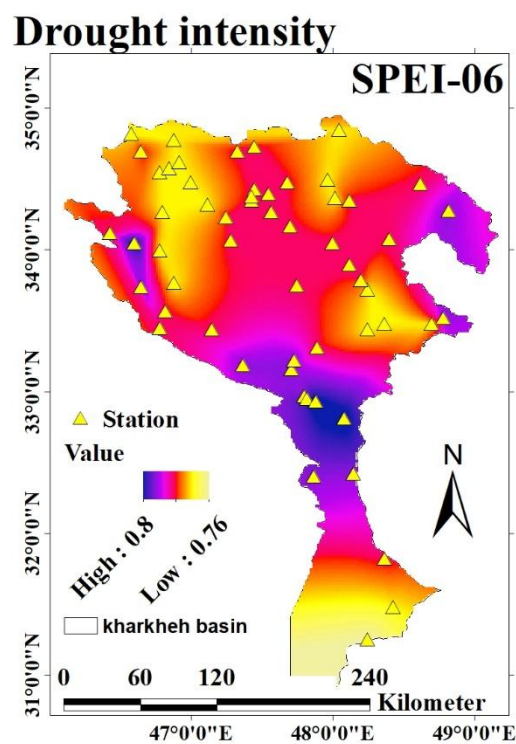 Drought intensity
SPEI-06
35°0'0"N
34°0'0"N
33°0'0"N
32°0'0"N
31°0'0"N
Station
Value
High : 0.8
Low : 0.76
N
kharkheh basin
0 60 120 240
Kilometer
47°0'0"E 48°0'0"E 49°0'0"E